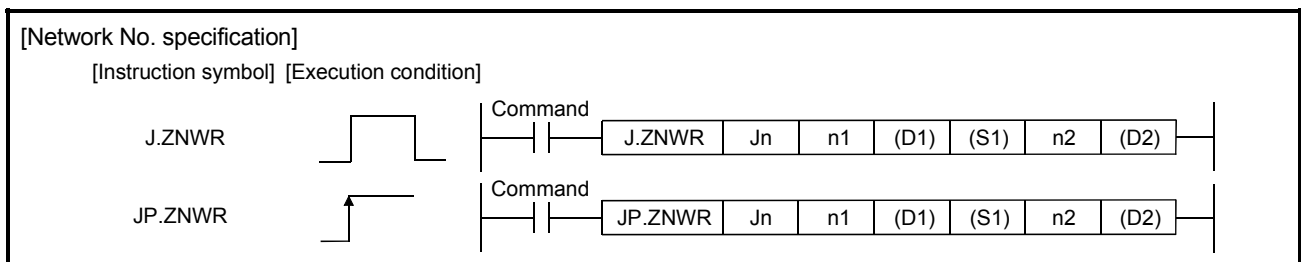 [Network No. specification]
[Instruction symbol] [Execution condition]
Command
J.ZNWR J.ZNWR Jn n1 (D1) (S1) n2 (D2)
Command
JP.ZNWR JP.ZNWR Jn n1 (D1) (S1) n2 (D2)